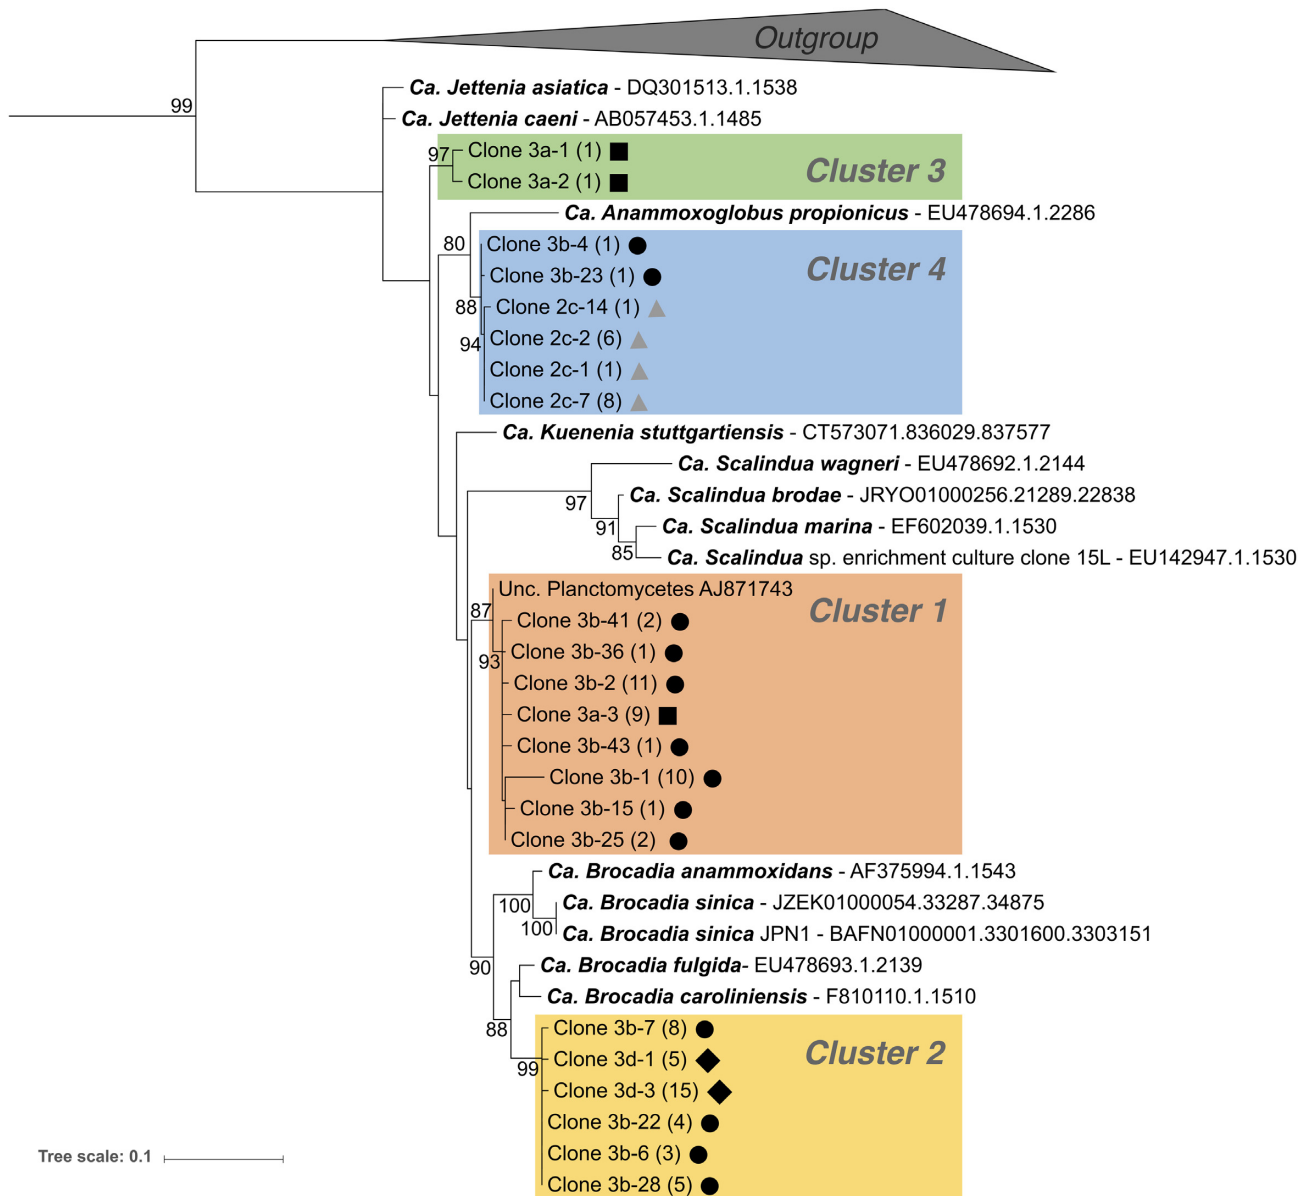 Outgroup
Ca. Jettenia asiatica - DQ301513.1.1538
99
Ca. Jettenia caeni - AB057453.1.1485
97
Clone 3a-1 (1)
Cluster 3
Clone 3a-2 (1)
Ca. Anammoxoglobus propionicus - EU478694.1.2286
80
Clone 3b-4 (1)
Cluster 4
Clone 3b-23 (1)
88
Clone 2c-14 (1)
94
Clone 2c-2 (6)
Clone 2c-1 (1)
Clone 2c-7 (8)
Ca. Kuenenia stuttgartiensis - CT573071.836029.837577
Ca. Scalindua wagneri - EU478692.1.2144
97
Ca. Scalindua brodae - JRYO01000256.21289.22838
91
Ca. Scalindua marina - EF602039.1.1530
85
Ca. Scalindua sp. enrichment culture clone 15L - EU142947.1.1530
Unc. Planctomycetes AJ871743
87
Cluster 1
Clone 3b-41 (2)
Clone 3b-36 (1)
93
Clone 3b-2 (11)
Clone 3a-3 (9)
Clone 3b-43 (1)
Clone 3b-1 (10)
Clone 3b-15 (1)
Clone 3b-25 (2)
Ca. Brocadia anammoxidans - AF375994.1.1543
100
Ca. Brocadia sinica - JZEK01000054.33287.34875
100
Ca. Brocadia sinica JPN1 - BAFN01000001.3301600.3303151
90
Ca. Brocadia fulgida- EU478693.1.2139
Ca. Brocadia caroliniensis - F810110.1.1510
88
Clone 3b-7 (8)
Cluster 2
99
Clone 3d-1 (5)
Clone 3d-3 (15)
Clone 3b-22 (4)
Clone 3b-6 (3)
Clone 3b-28 (5)
Tree scale: 0.1